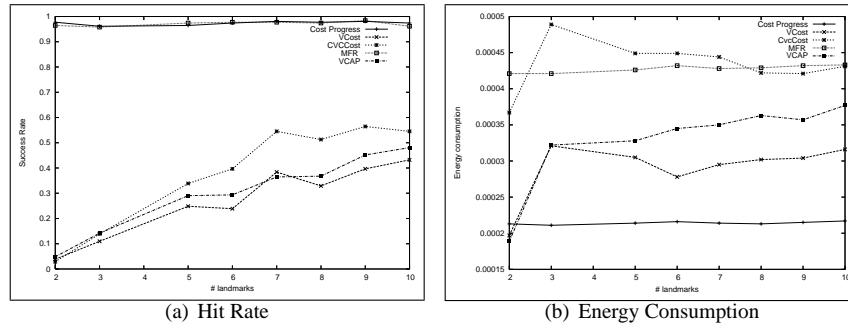 1
0.9
0.8
0.7
0.6
0.5
0.4
0.3
0.2
0.1
0
2
3
5
6
7
8
9
10
Success Rate
# landmarks
Cost Progress
VCost
CVCCost
MFR
VCAP
(a) Hit Rate
0.0005
0.00045
0.0004
0.00035
0.0003
0.00025
0.0002
0.00015
2
3
5
6
7
8
9
10
Energy consumption
# landmarks
Cost Progress
VCost
CvcCost
MFR
VCAP
(b) Energy Consumption